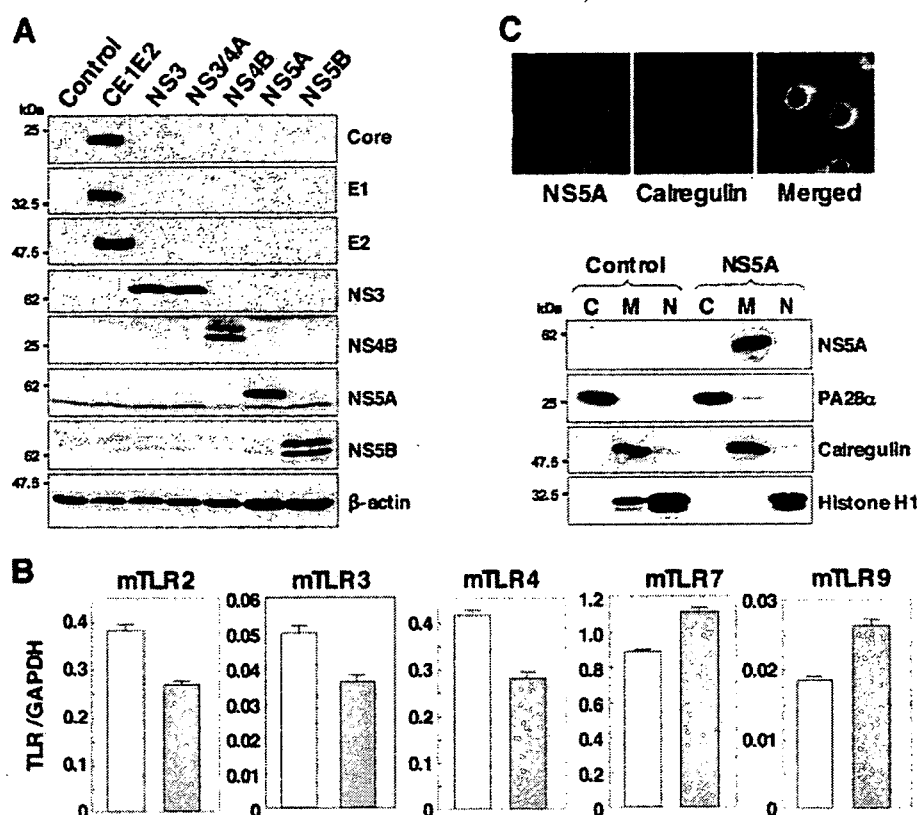 A
Control
CE1E2
NS3
NS3/4A
NS4B
NS5A
NS5B
kDa
25
Core
32.5
E1
47.5
E2
62
NS3
25
NS4B
62
NS5A
62
NS5B
47.5
β-actin
C
NS5A Calregulin Merged
Control NS5A
kDa C M N C M N
62
NS5A
25
PA28α
47.5
Calregulin
32.5
Histone H1
B
mTLR2 mTLR3 mTLR4 mTLR7 mTLR9
TLR/GAPDH
0.4
0.3
0.2
0.1
0
0.06
0.05
0.04
0.03
0.02
0.01
0
0.4
0.3
0.2
0.1
0
1.2
1.0
0.8
0.6
0.4
0.2
0
0.03
0.02
0.01
0